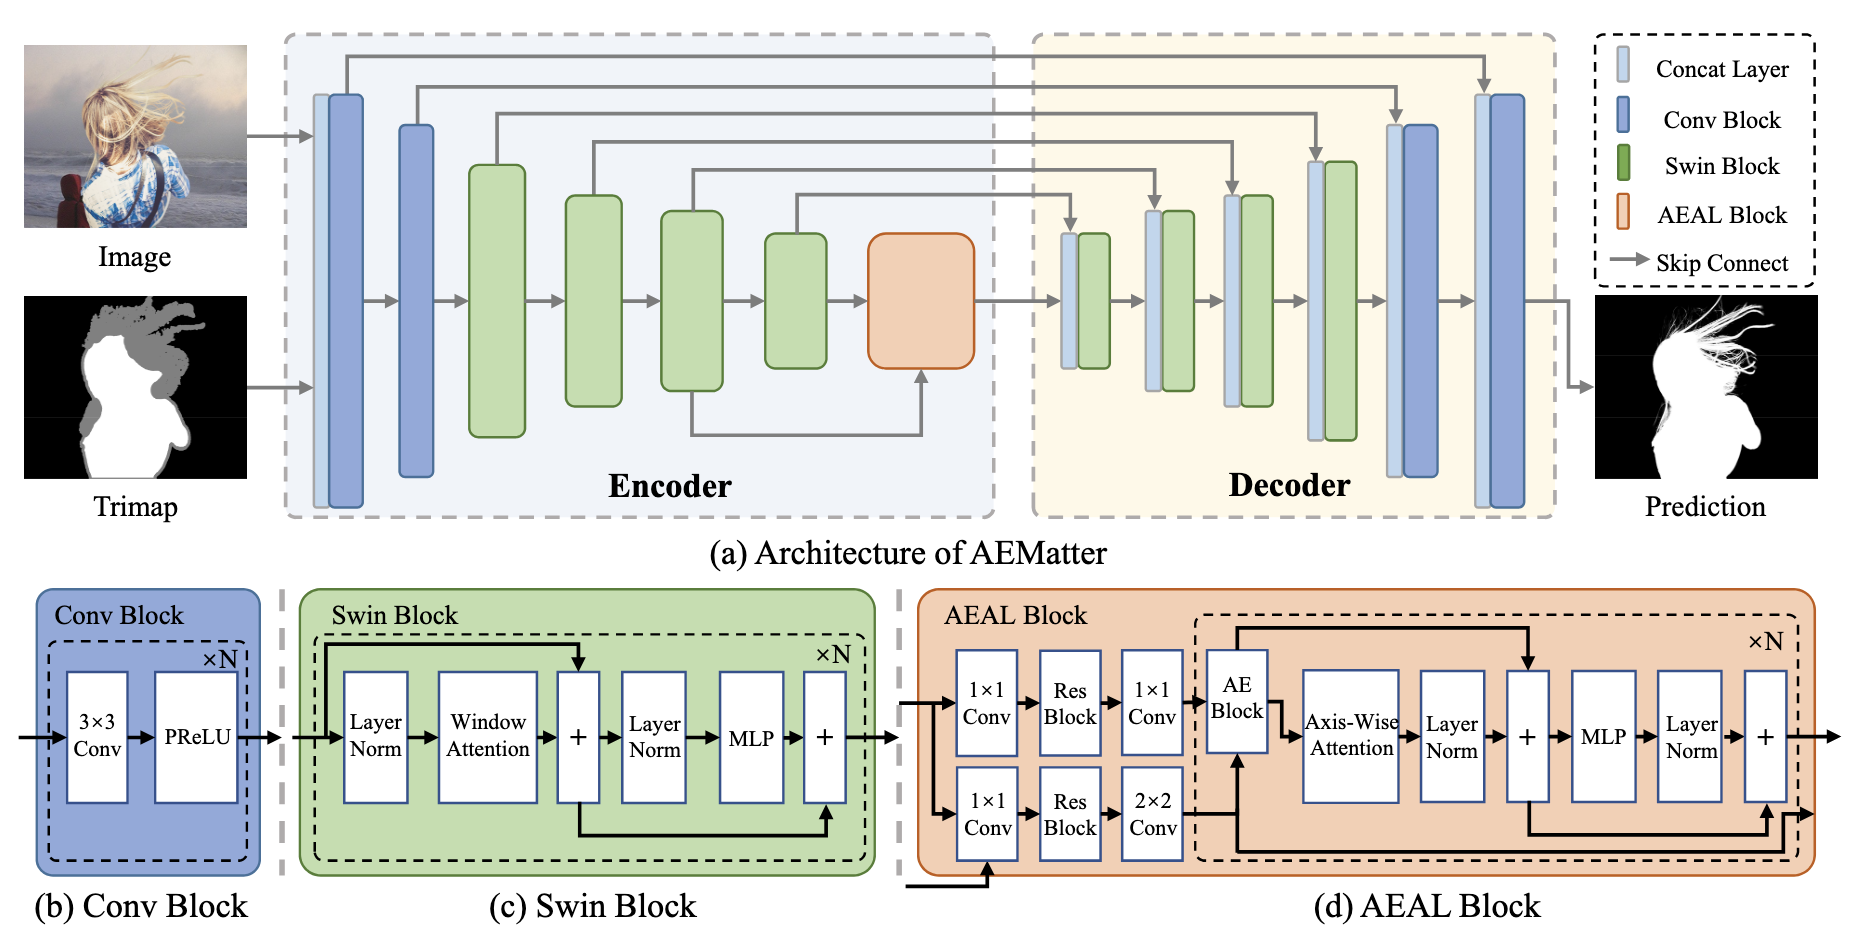 Image
Trimap
Encoder
Decoder
Concat Layer
Conv Block
Swin Block
AEAL Block
Skip Connect
Prediction
(a) Architecture of AEMatter
Conv Block
×N
3×3
Conv
PReLU
(b) Conv Block
Swin Block
×N
Layer
Norm
Window
Attention
+
Layer
Norm
MLP
+
(c) Swin Block
AEAL Block
×N
1×1
Conv
Res
Block
1×1
Conv
AE
Block
Axis-Wise
Attention
Layer
Norm
+
MLP
Layer
Norm
+
1×1
Conv
Res
Block
2×2
Conv
(d) AEAL Block